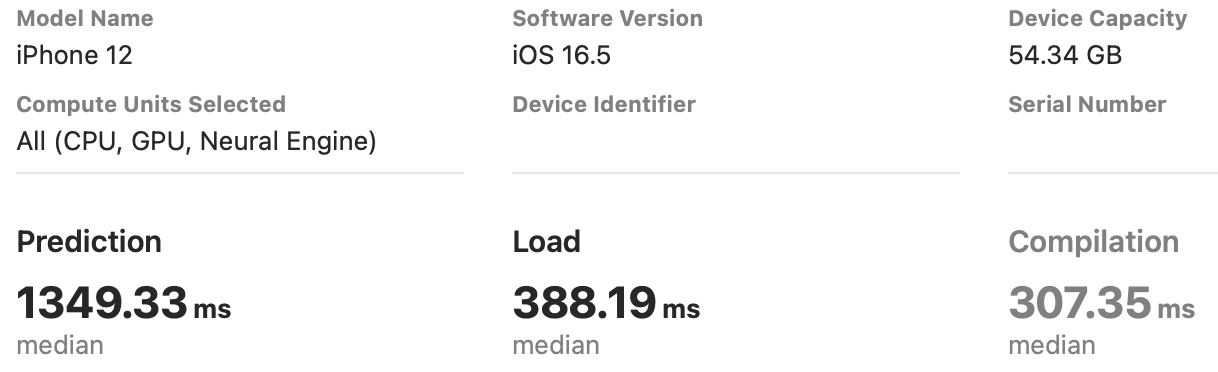 Model Name
iPhone 12
Software Version
iOS 16.5
Device Capacity
54.34 GB
Compute Units Selected
All (CPU, GPU, Neural Engine)
Device Identifier
Serial Number
Prediction
1349.33 ms
median
Load
388.19 ms
median
Compilation
307.35 ms
median